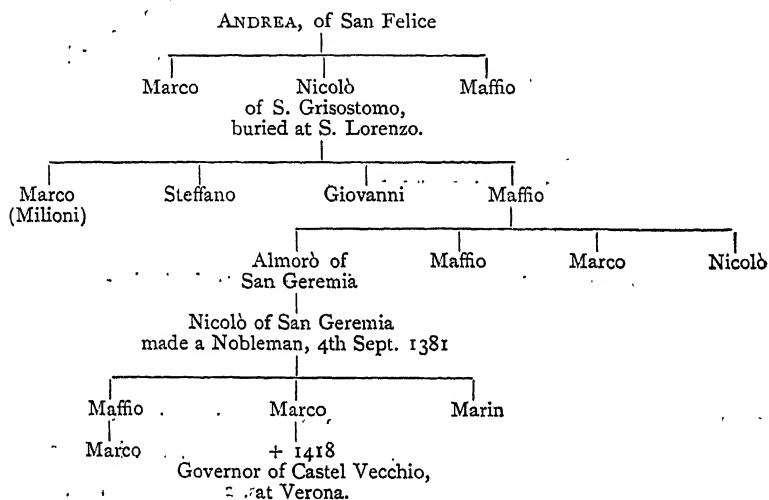 ANDREA, of San Felice
Marco Nicolò Maffio
of S. Grisostomo,
buried at S. Lorenzo.
Marco Steffano Giovanni Maffio
(Milioni)
Almorò of Maffio Marco Nicolò
San Geremia
Nicolò of San Geremia
made a Nobleman, 4th Sept. 1381
Maffio Marco Marin
Marco + 1418
Governor of Castel Vecchio,
at Verona.